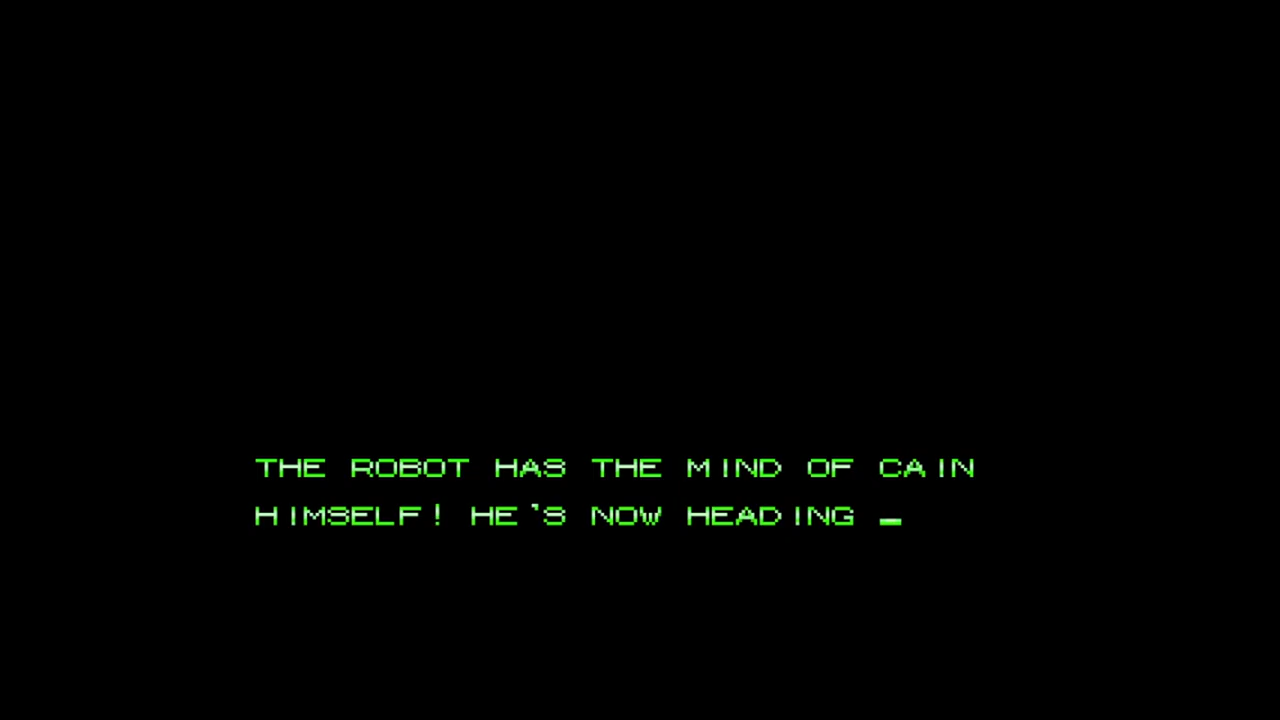 THE ROBOT HAS THE MIND OF CAIN
HIMSELF! HE'S NOW HEADING _